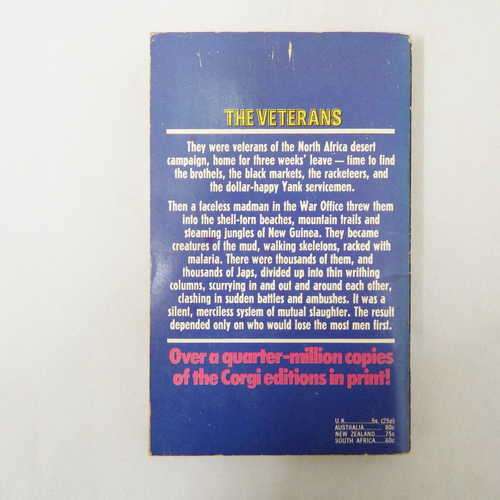 THE VETERANS
They were veterans of the North Africa desert
campaign, home for three weeks' leave — time to find
the brothels, the black markets, the racketeers, and
the dollar-happy Yank servicemen.
Then a faceless madman in the War Office threw them
into the shell-torn beaches, mountain trails and
steaming jungles of New Guinea. They became
creatures of the mud, walking skeletons, racked with
malaria. There were thousands of them, and
thousands of Japs, divided up into thin writhing
columns, scurrying in and out and around each other,
clashing in sudden battles and ambushes. It was a
silent, merciless system of mutual slaughter. The result
depended only on who would lose the most men first.
Over a quarter-million copies
of the Corgi editions in print!
U.K. 5s. (25p)
AUSTRALIA 80c
NEW ZEALAND 75c
SOUTH AFRICA 60c